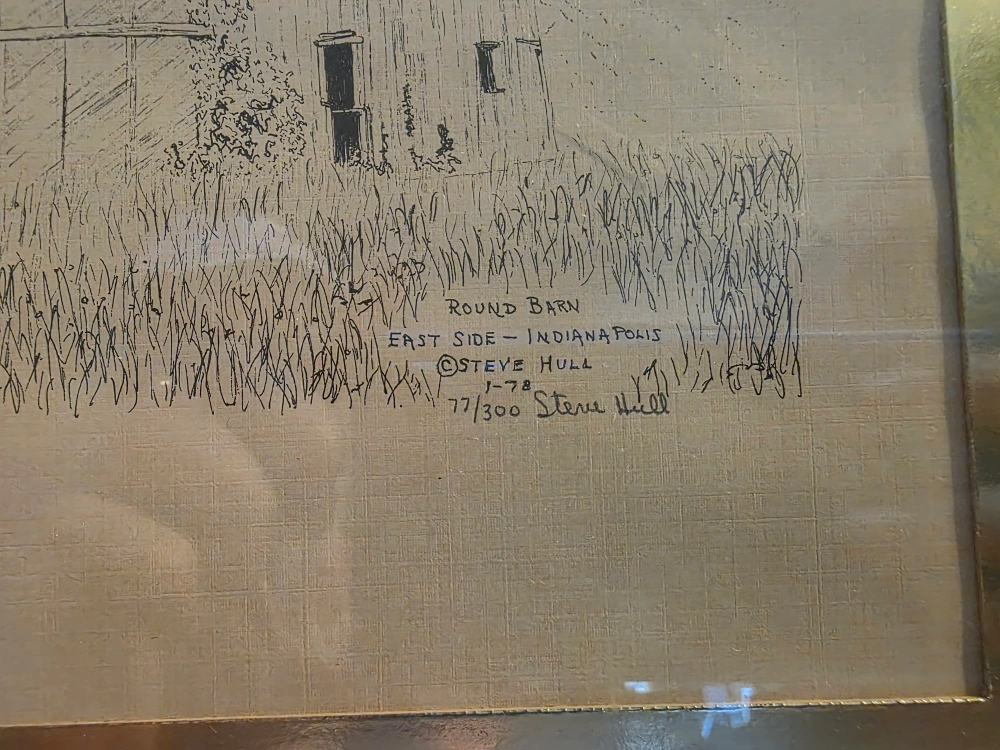 ROUND BARN
EAST SIDE – INDIANAPOLIS
©STEVE HULL
1-78
77/300 Steve Hull